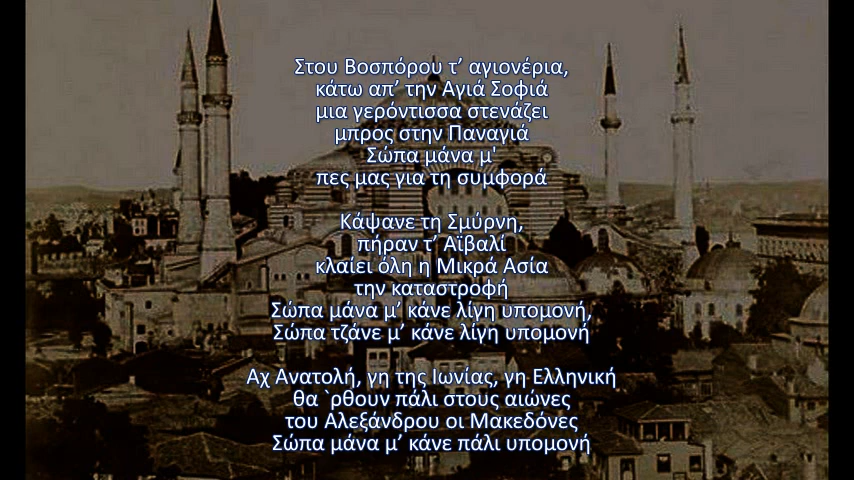 Στου Βοσπόρου τ’ αγιονέρια,
κάτω απ’ την Αγιά Σοφιά
μια γερόντισσα στενάζει
μπρος στην Παναγιά
Σώπα μάνα μ'
πες μας για τη συμφορά
Κάψανε τη Σμύρνη,
πήραν τ’ Αϊβαλί
κλαίει όλη η Μικρά Ασία
την καταστροφή
Σώπα μάνα μ’ κάνε λίγη υπομονή,
Σώπα τζάνε μ’ κάνε λίγη υπομονή
Αχ Ανατολή, γη της Ιωνίας, γη Ελληνική
θα `ρθουν πάλι στους αιώνες
του Αλεξάνδρου οι Μακεδόνες
Σώπα μάνα μ’ κάνε πάλι υπομονή